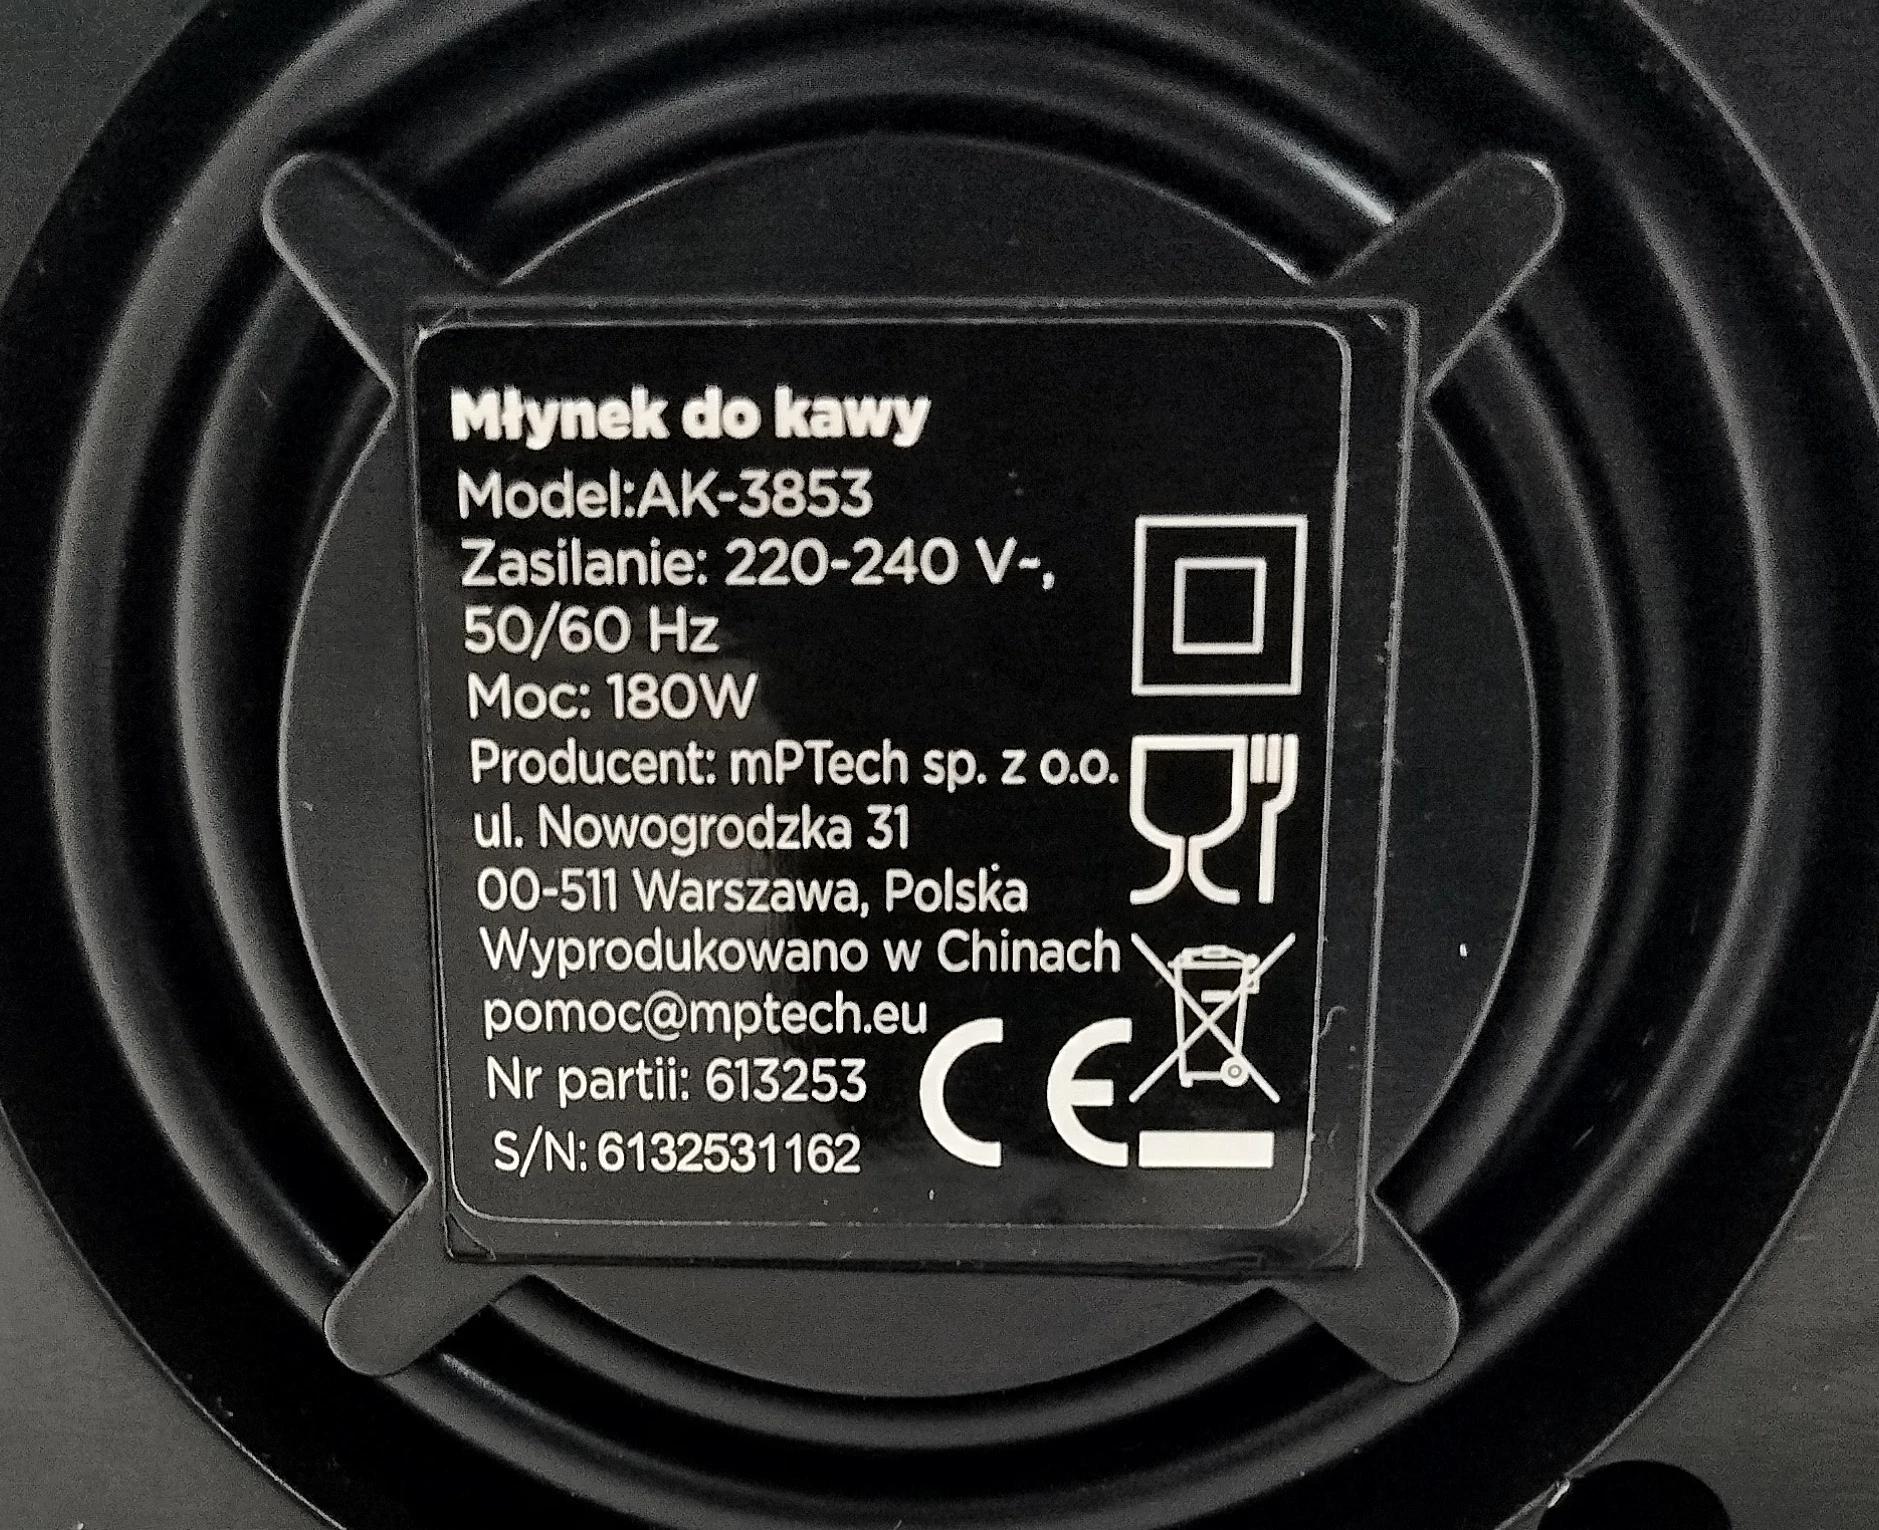 Młynek do kawy
Model:AK-3853
Zasilanie: 220-240 V~,
50/60 Hz
Moc: 180W
Producent: mPTech sp. z o.o.
ul. Nowogrodzka 31
00-511 Warszawa, Polska
Wyprodukowano w Chinach
pomoc@mptech.eu
Nr partii: 613253
S/N: 6132531162
CE